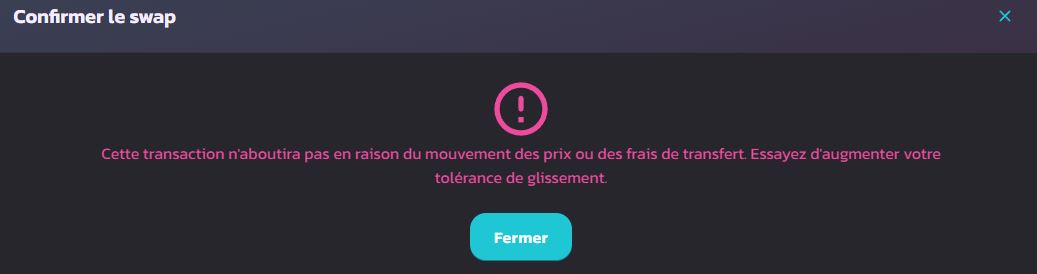 Confirmer le swap
Cette transaction n'aboutira pas en raison du mouvement des prix ou des frais de transfert. Essayez d'augmenter votre
tolérance de glissement.
Fermer